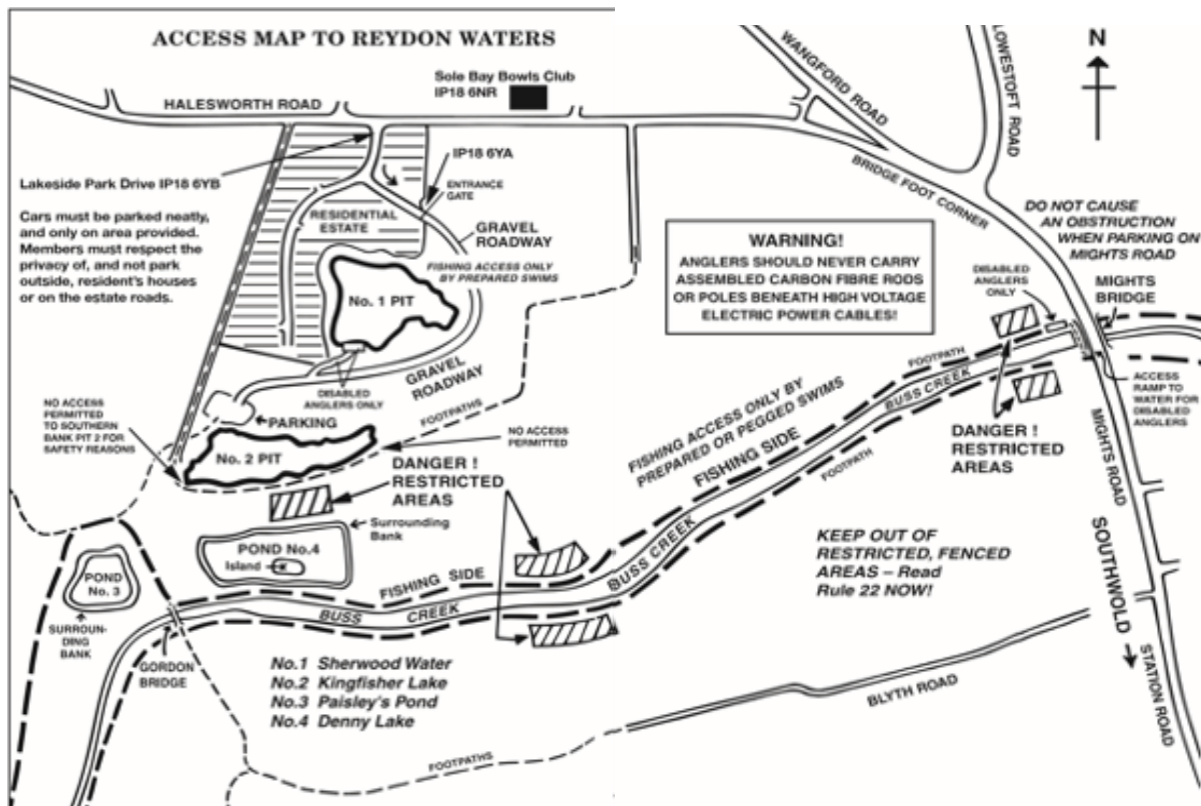 ACCESS MAP TO REYDON WATERS
Sole Bay Bowls Club
IP18 6NR
HALESWORTH ROAD
WANGFORD ROAD
LOWESTOFT ROAD
N
BRIDGE FOOT CORNER
Lakeside Park Drive IP18 6YB
IP18 6YA
ENTRANCE
GATE
Cars must be parked neatly,
and only on area provided.
Members must respect the
privacy of, and not park
outside, resident's houses
or on the estate roads.
RESIDENTIAL
ESTATE
GRAVEL
ROADWAY
FISHING ACCESS ONLY
BY PREPARED SWIMS
No. 1 PIT
WARNING!
ANGLERS SHOULD NEVER CARRY
ASSEMBLED CARBON FIBRE RODS
OR POLES BENEATH HIGH VOLTAGE
ELECTRIC POWER CABLES!
DO NOT CAUSE
AN OBSTRUCTION
WHEN PARKING ON
MIGHTS ROAD
DISABLED
ANGLERS
ONLY
MIGHTS
BRIDGE
ACCESS
RAMP TO
WATER FOR
DISABLED
ANGLERS
GRAVEL
ROADWAY
DISABLED
ANGLERS ONLY
FOOTPATHS
NO ACCESS
PERMITTED
TO SOUTHERN
BANK PIT 2 FOR
SAFETY REASONS
PARKING
No. 2 PIT
NO ACCESS
PERMITTED
DANGER !
RESTRICTED
AREAS
FISHING ACCESS ONLY BY
PREPARED OR PEGGED SWIMS
FISHING SIDE
FOOTPATH
BUSS CREEK
FOOTPATH
DANGER !
RESTRICTED
AREAS
MIGHTS ROAD
Surrounding
Bank
POND No.4
Island
POND
No. 3
SURROUN-
DING
BANK
GORDON
BRIDGE
FISHING SIDE
BUSS CREEK
BUSS CREEK
KEEP OUT OF
RESTRICTED, FENCED
AREAS – Read
Rule 22 NOW!
SOUTHWOLD
STATION ROAD
No.1 Sherwood Water
No.2 Kingfisher Lake
No.3 Paisley's Pond
No.4 Denny Lake
BLYTH ROAD
FOOTPATHS